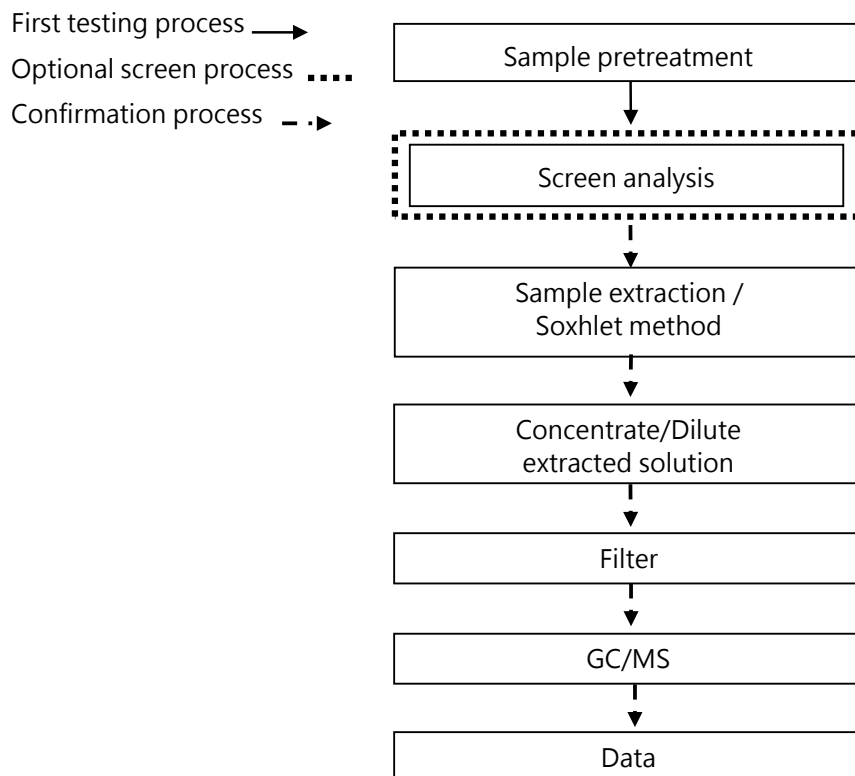 First testing process
Optional screen process
Confirmation process
Sample pretreatment
Screen analysis
Sample extraction /
Soxhlet method
Concentrate/Dilute
extracted solution
Filter
GC/MS
Data